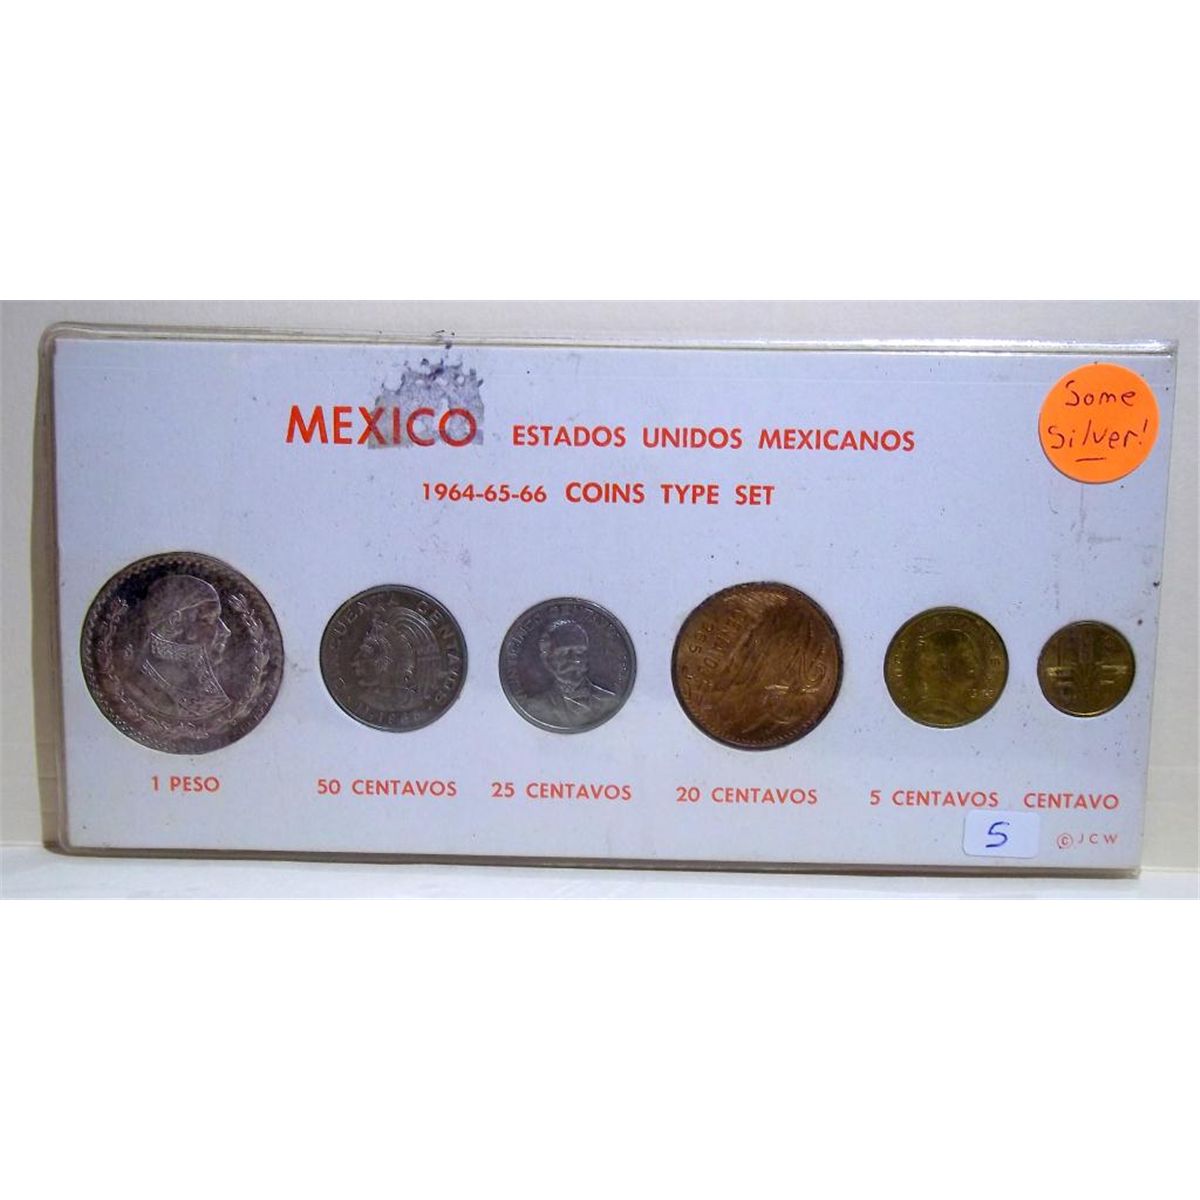 MEXICO ESTADOS UNIDOS MEXICANOS
1964-65-66 COINS TYPE SET
Some
Silver!
1 PESO
50 CENTAVOS
25 CENTAVOS
20 CENTAVOS
5 CENTAVOS
CENTAVO
5
© JCW